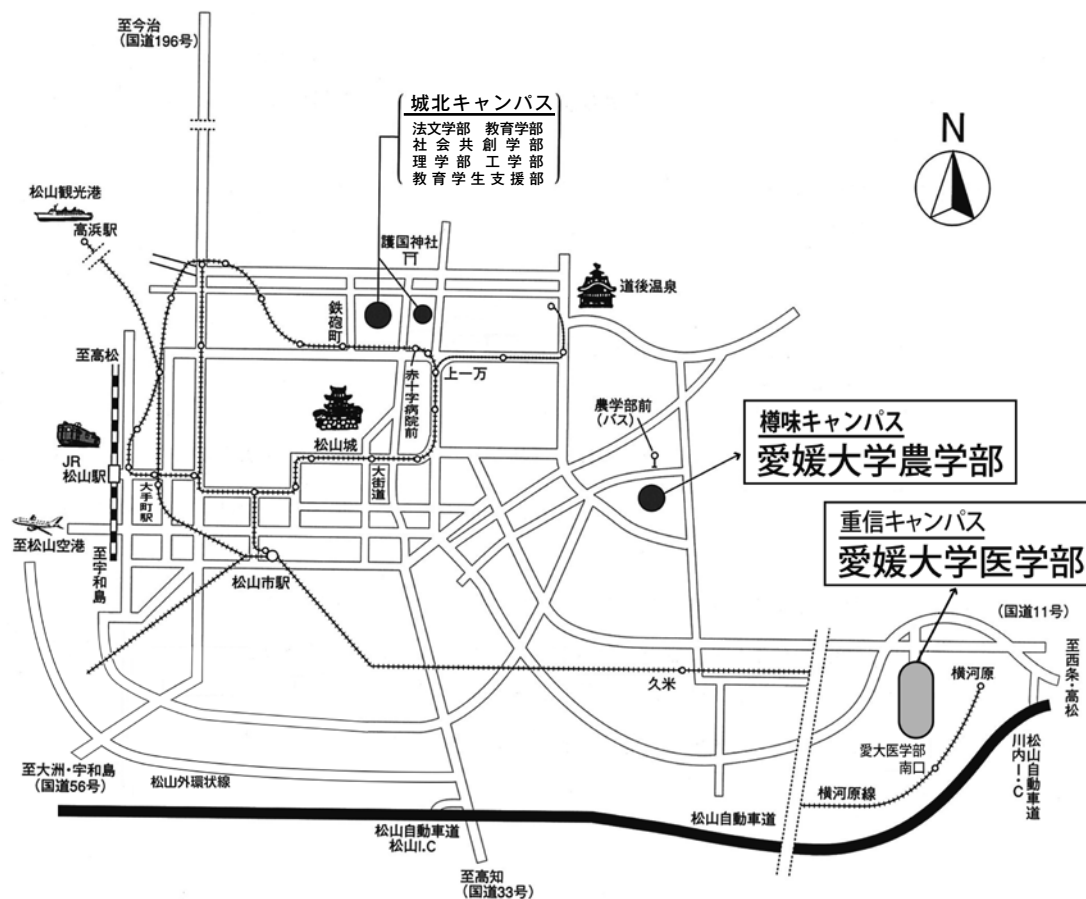 至今治
(国道196号)
城北キャンパス
法文学部 教育学部
社会共創学部
理学部 工学部
教育学生支援部
N
松山観光港
高浜駅
護国神社
道後温泉
鉄砲町
至高松
赤十字病院前
上一万
農学部前
(バス)
樽味キャンパス
愛媛大学農学部
松山城
大街道
JR
松山駅
大手町駅
重信キャンパス
愛媛大学医学部
至松山空港
至宇和島
松山市駅
(国道11号)
至西条・高松
久米
横河原
愛大医学部
南口
至大洲・宇和島
(国道56号)
松山外環状線
横河原線
松山自動車道
川内I・C
松山自動車道
松山自動車道
松山I.C
至高知
(国道33号)